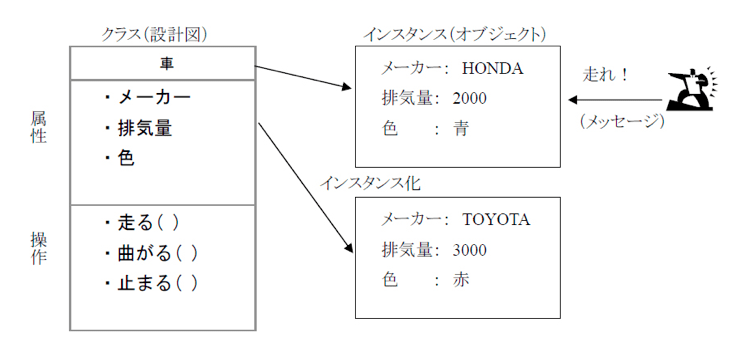 クラス(設計図)
車
属性
・メーカー
・排気量
・色
操作
・走る( )
・曲がる( )
・止まる( )
インスタンス(オブジェクト)
メーカー： HONDA
排気量： 2000
色　　： 青
走れ！
(メッセージ)
インスタンス化
メーカー： TOYOTA
排気量： 3000
色　　： 赤